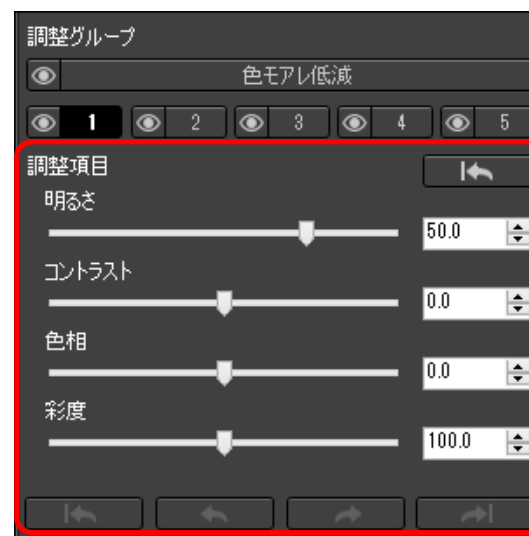 調整グループ
色モアレ低減
1 2 3 4 5
調整項目
明るさ
50.0
コントラスト
0.0
色相
0.0
彩度
100.0